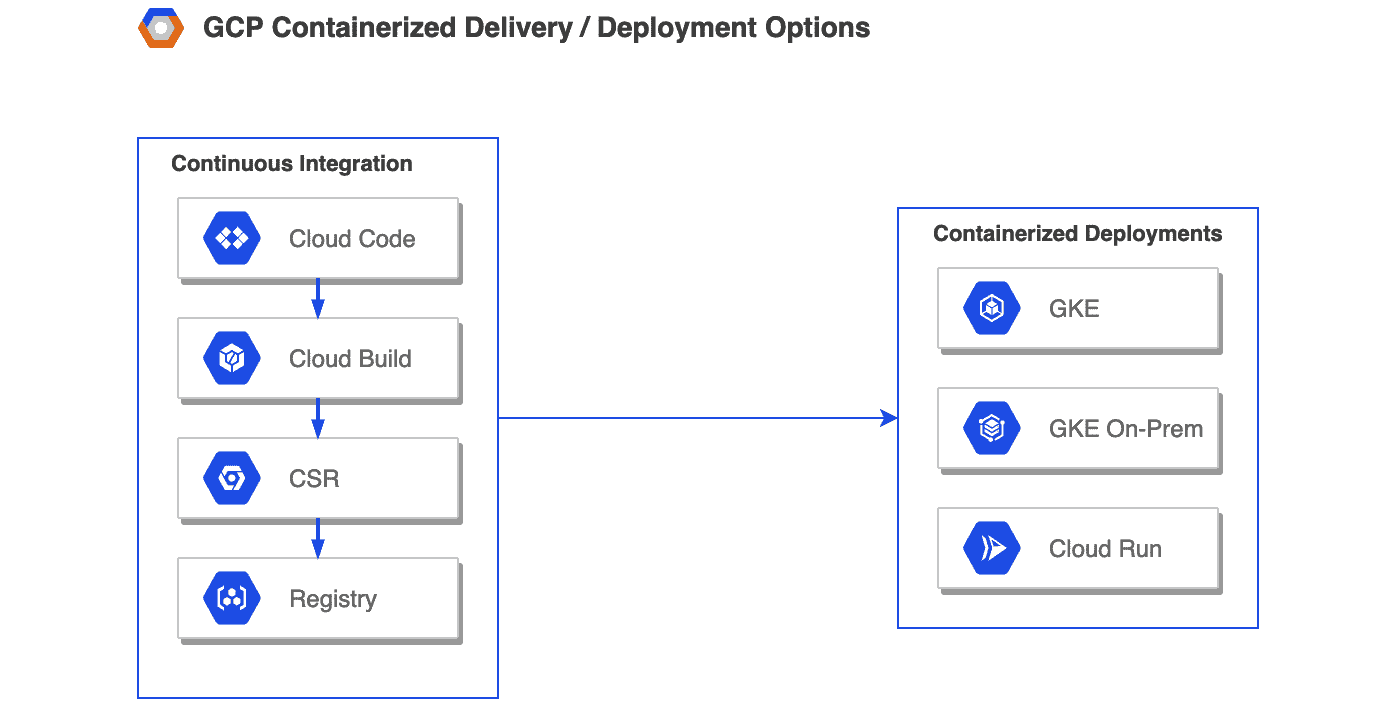 GCP Containerized Delivery / Deployment Options
Continuous Integration
Cloud Code
Cloud Build
CSR
Registry
Containerized Deployments
GKE
GKE On-Prem
Cloud Run